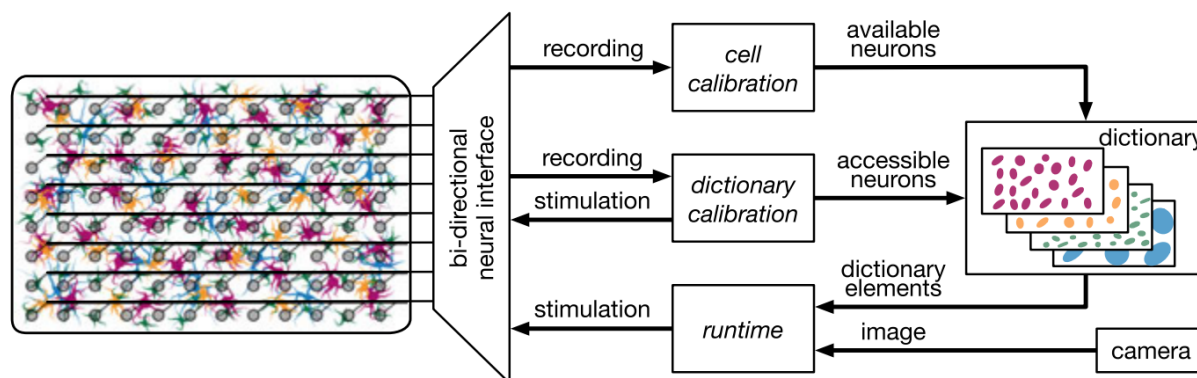 bi-directional
neural interface
recording
cell
calibration
available
neurons
recording
stimulation
dictionary
calibration
accessible
neurons
dictionary
dictionary
elements
stimulation
runtime
image
camera